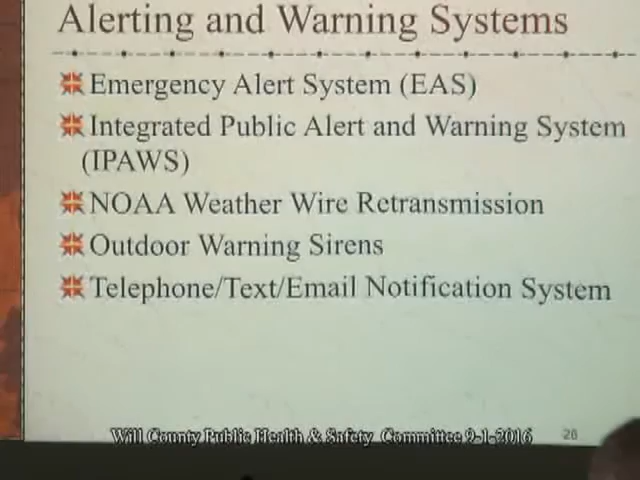 Alerting and Warning Systems
Emergency Alert System (EAS)
Integrated Public Alert and Warning System
(IPAWS)
NOAA Weather Wire Retransmission
Outdoor Warning Sirens
Telephone/Text/Email Notification System
Will County Public Health & Safety Committee 9-1-2016
26